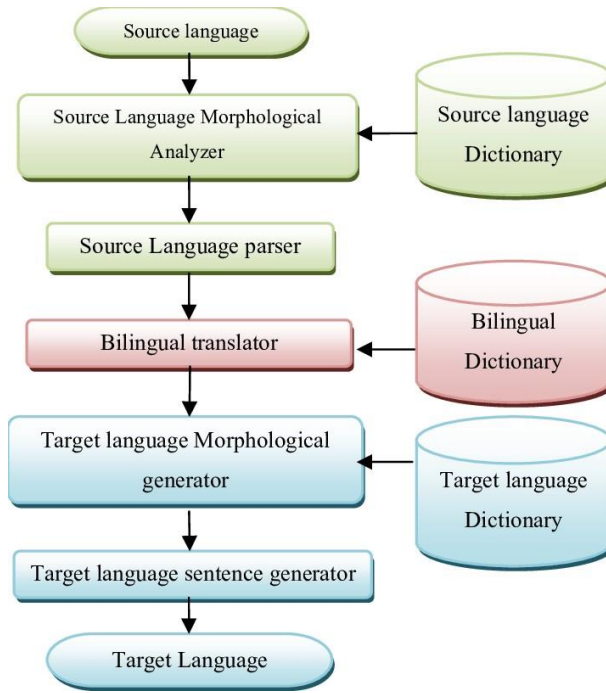 Source language
Source Language Morphological
Analyzer
Source language
Dictionary
Source Language parser
Bilingual translator
Bilingual
Dictionary
Target language Morphological
generator
Target language
Dictionary
Target language sentence generator
Target Language